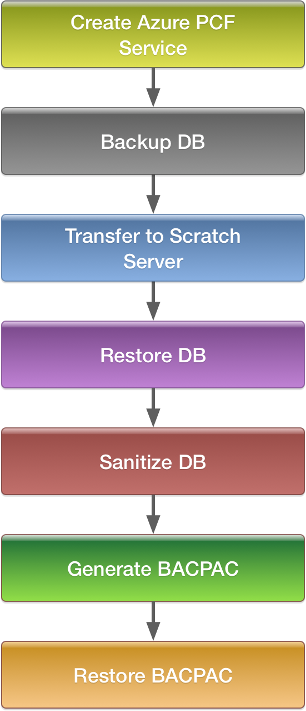 Create Azure PCF
Service
Backup DB
Transfer to Scratch
Server
Restore DB
Sanitize DB
Generate BACPAC
Restore BACPAC